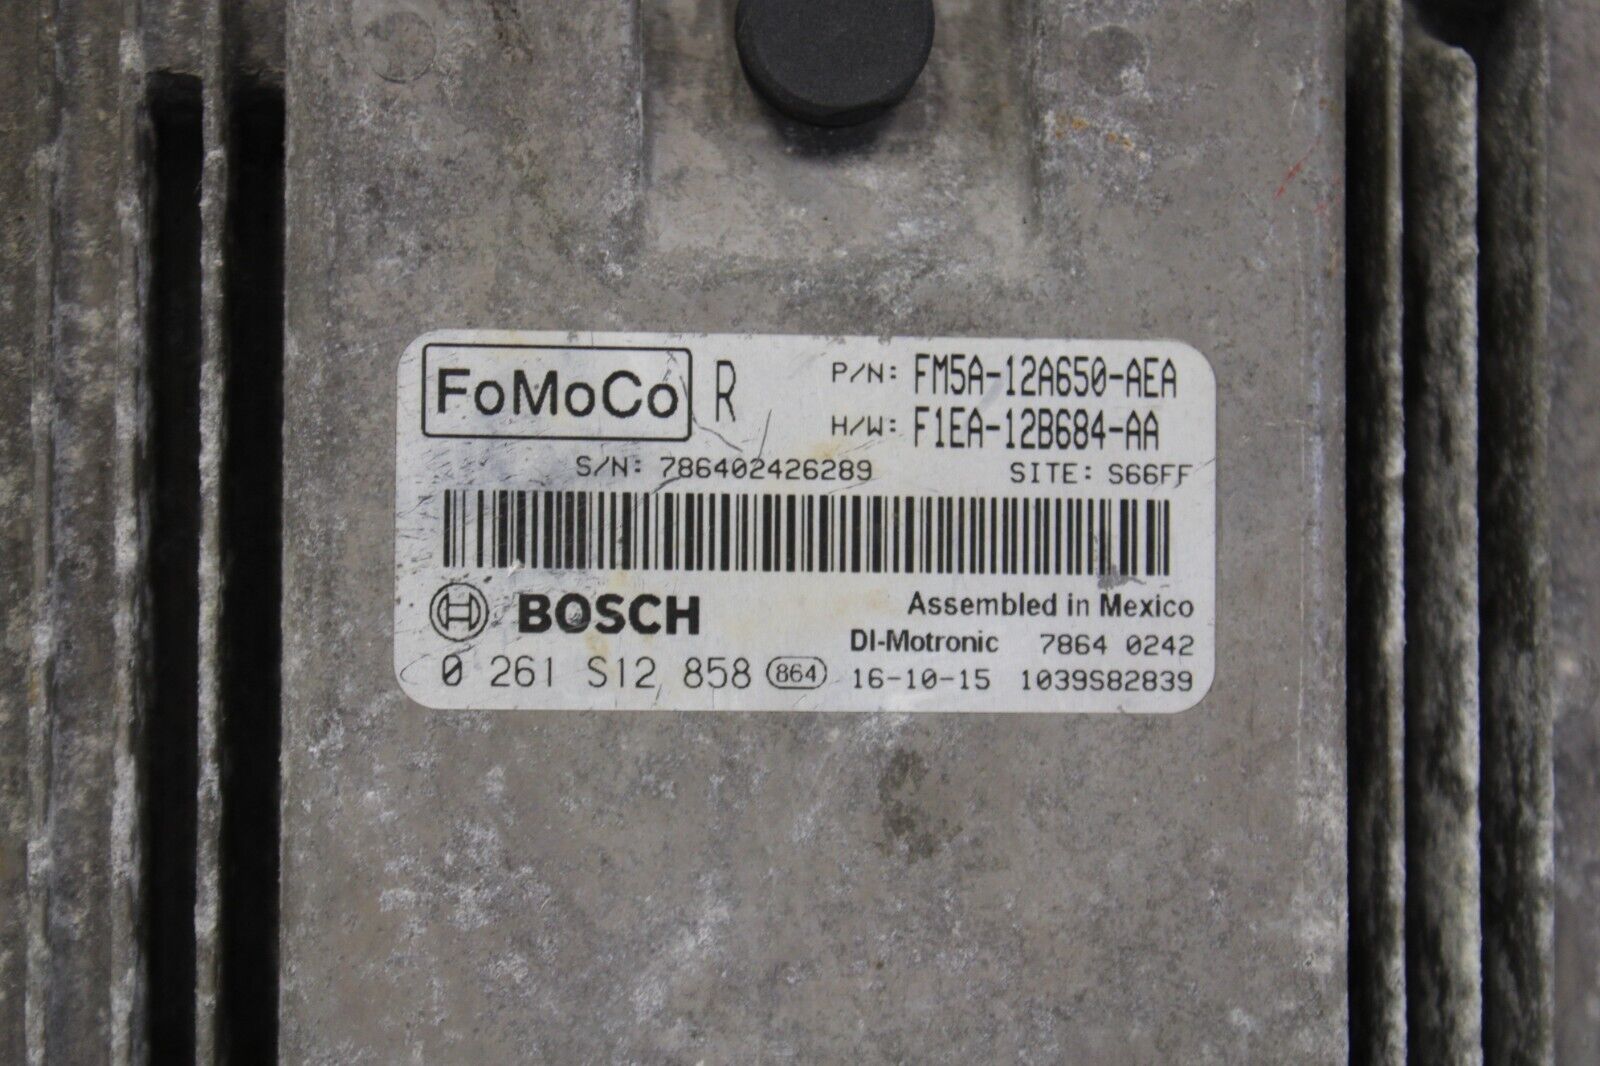 FoMoCo R P/N: FM5A-12A650-AEA
H/W: F1EA-12B684-AA
S/N: 786402426289 SITE: S66FF
BOSCH Assembled in Mexico
DI-Motronic 7864 0242
0 261 S12 858 864 16-10-15 1039S82839